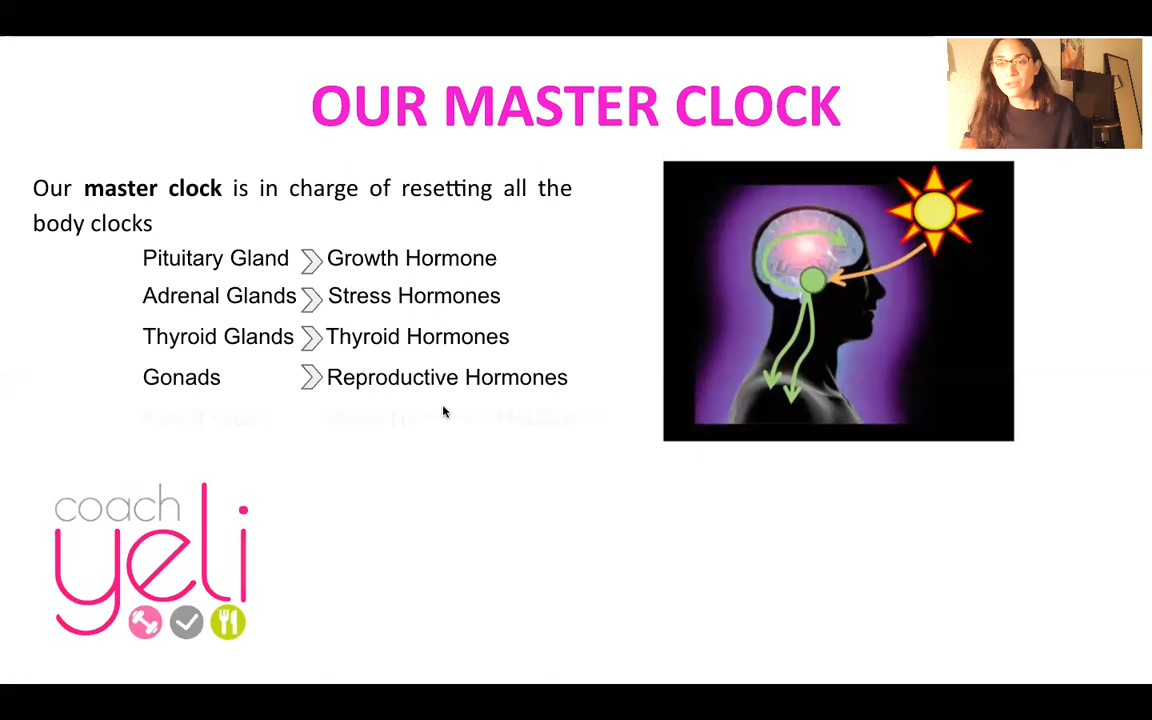 OUR MASTER CLOCK
Our master clock is in charge of resetting all the
body clocks
Pituitary Gland Growth Hormone
Adrenal Glands Stress Hormones
Thyroid Glands Thyroid Hormones
Gonads Reproductive Hormones
coach
yeli